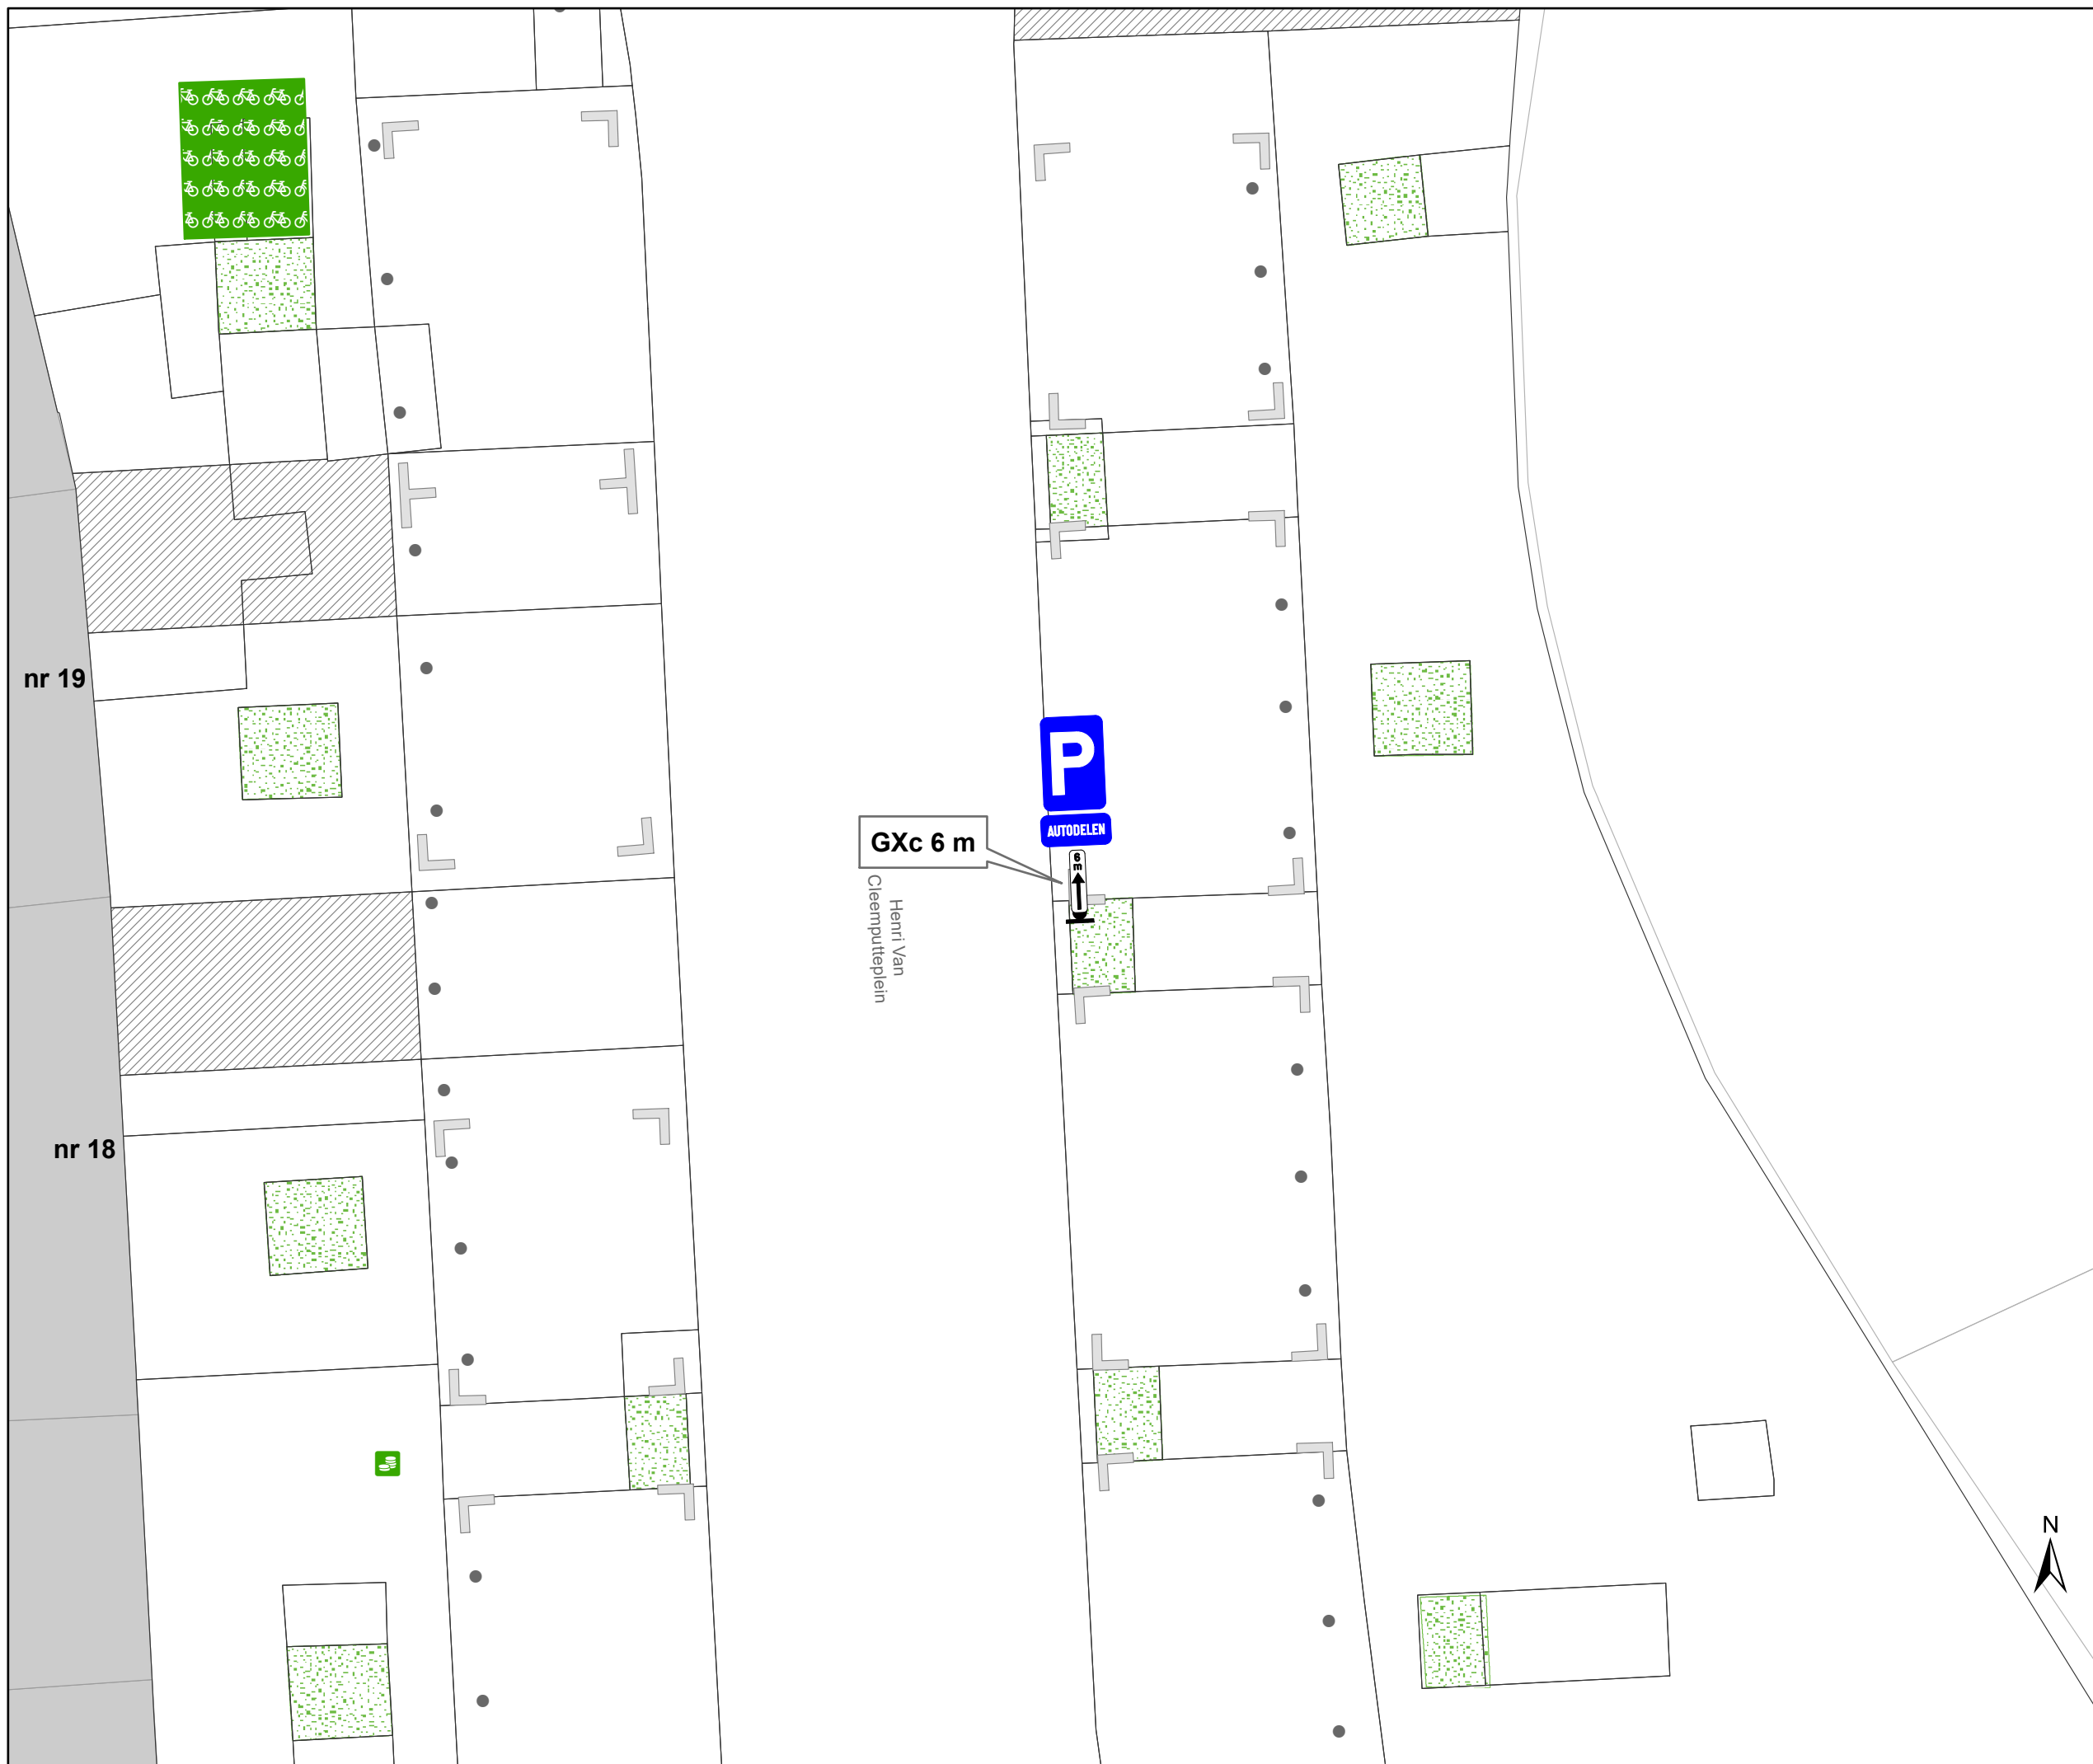 nr 19
P
AUTODELEN
6
m
GXc 6 m
Henri Van
Cleemputteplein
nr 18
N